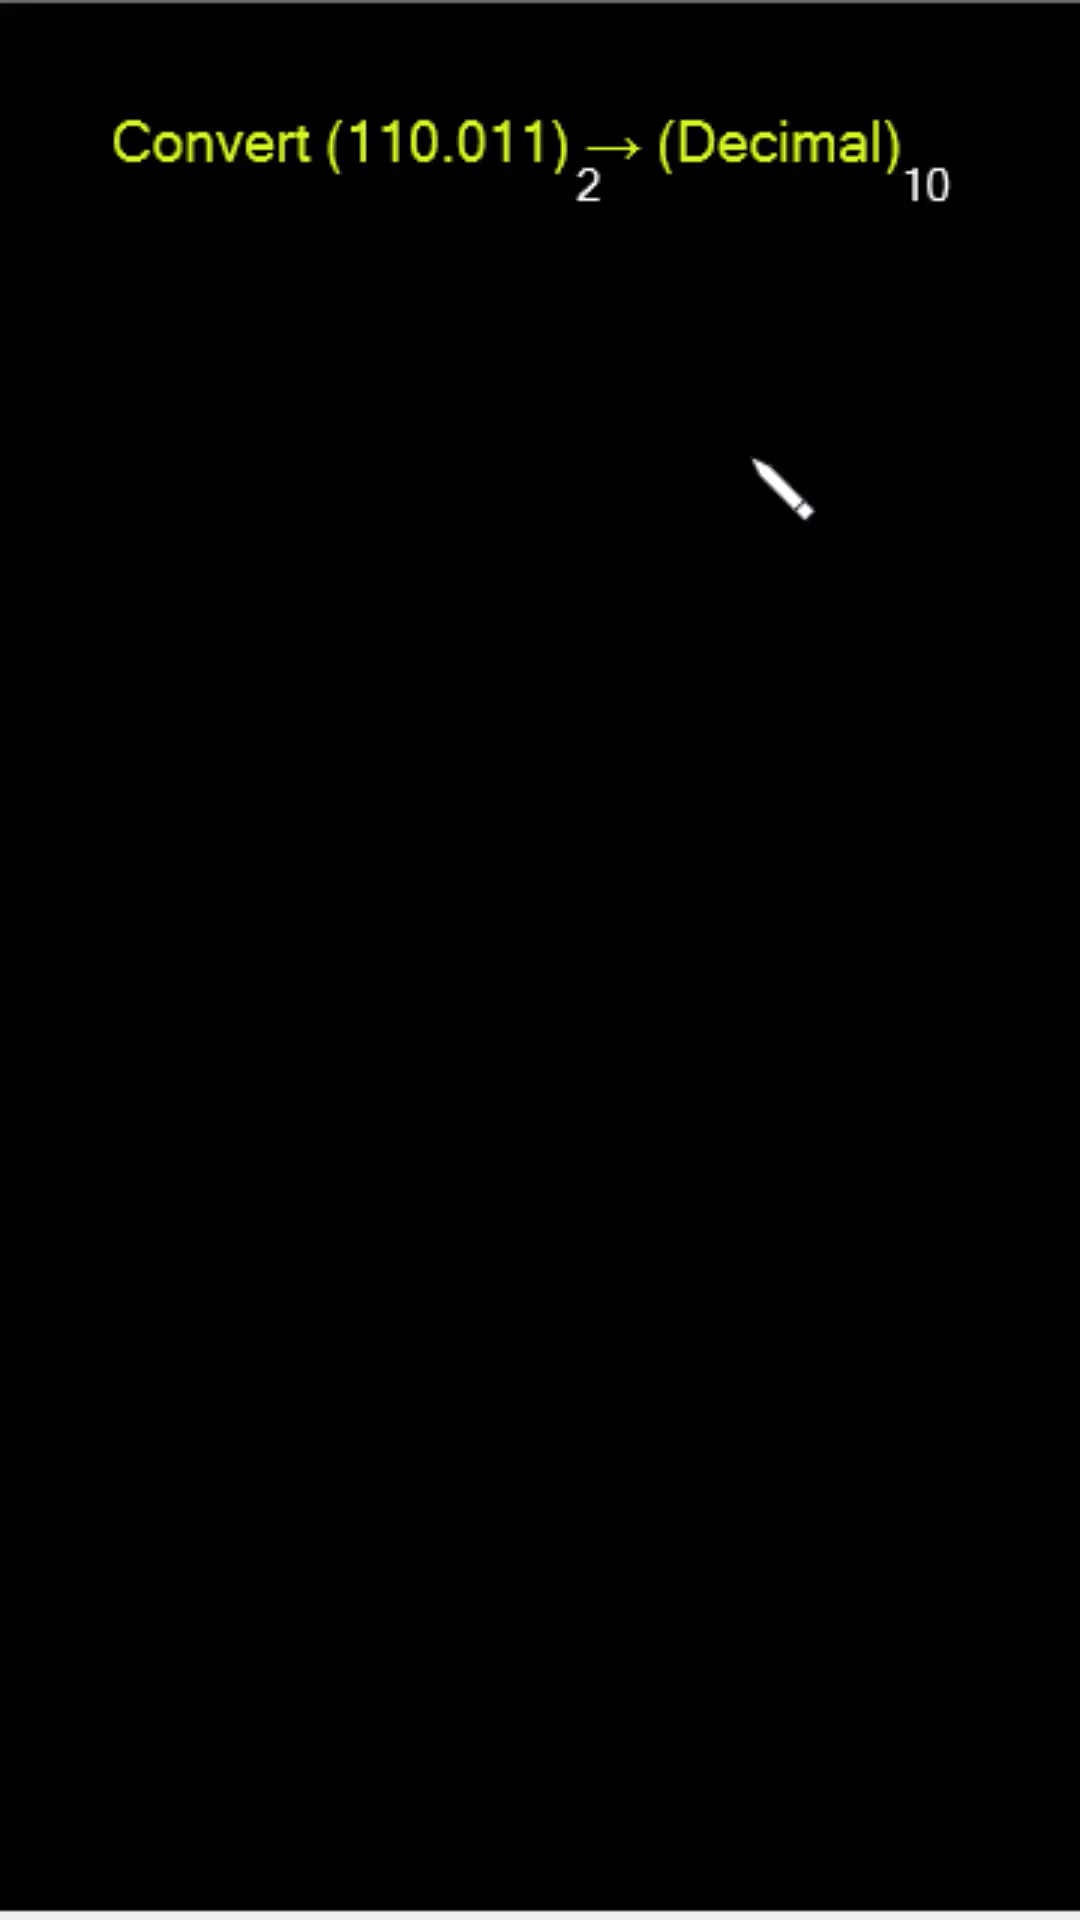 Convert (110.011)₂ → (Decimal)₁₀